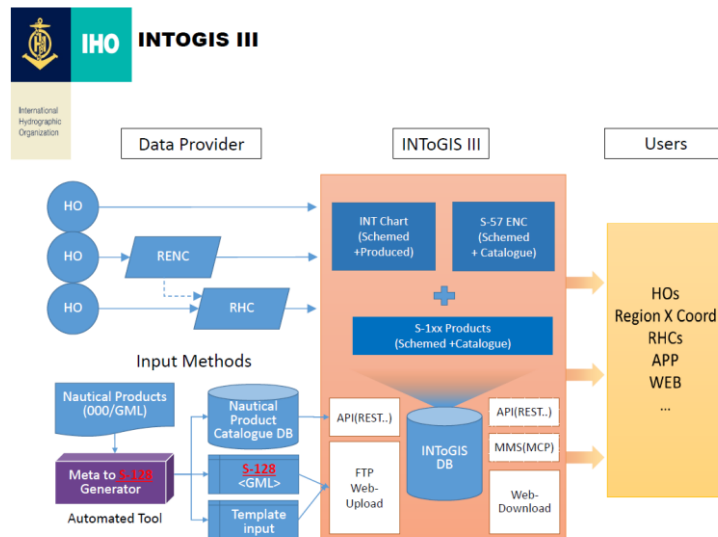 IHO
INTOGIS III
International
Hydrographic
Organization
Data Provider
INToGIS III
Users
HO
HO
HO
RENC
RHC
INT Chart
(Schemed
+Produced)
S-57 ENC
(Schemed
+ Catalogue)
S-1xx Products
(Schemed +Catalogue)
HOs
Region X Coord
RHCs
APP
WEB
...
Input Methods
Nautical Products
(000/GML)
Meta to S-128
Generator
Automated Tool
Nautical
Product
Catalogue DB
S-128
<GML>
Template
input
API(REST..)
FTP
Web-
Upload
INToGIS
DB
API(REST..)
MMS(MCP)
Web-
Download